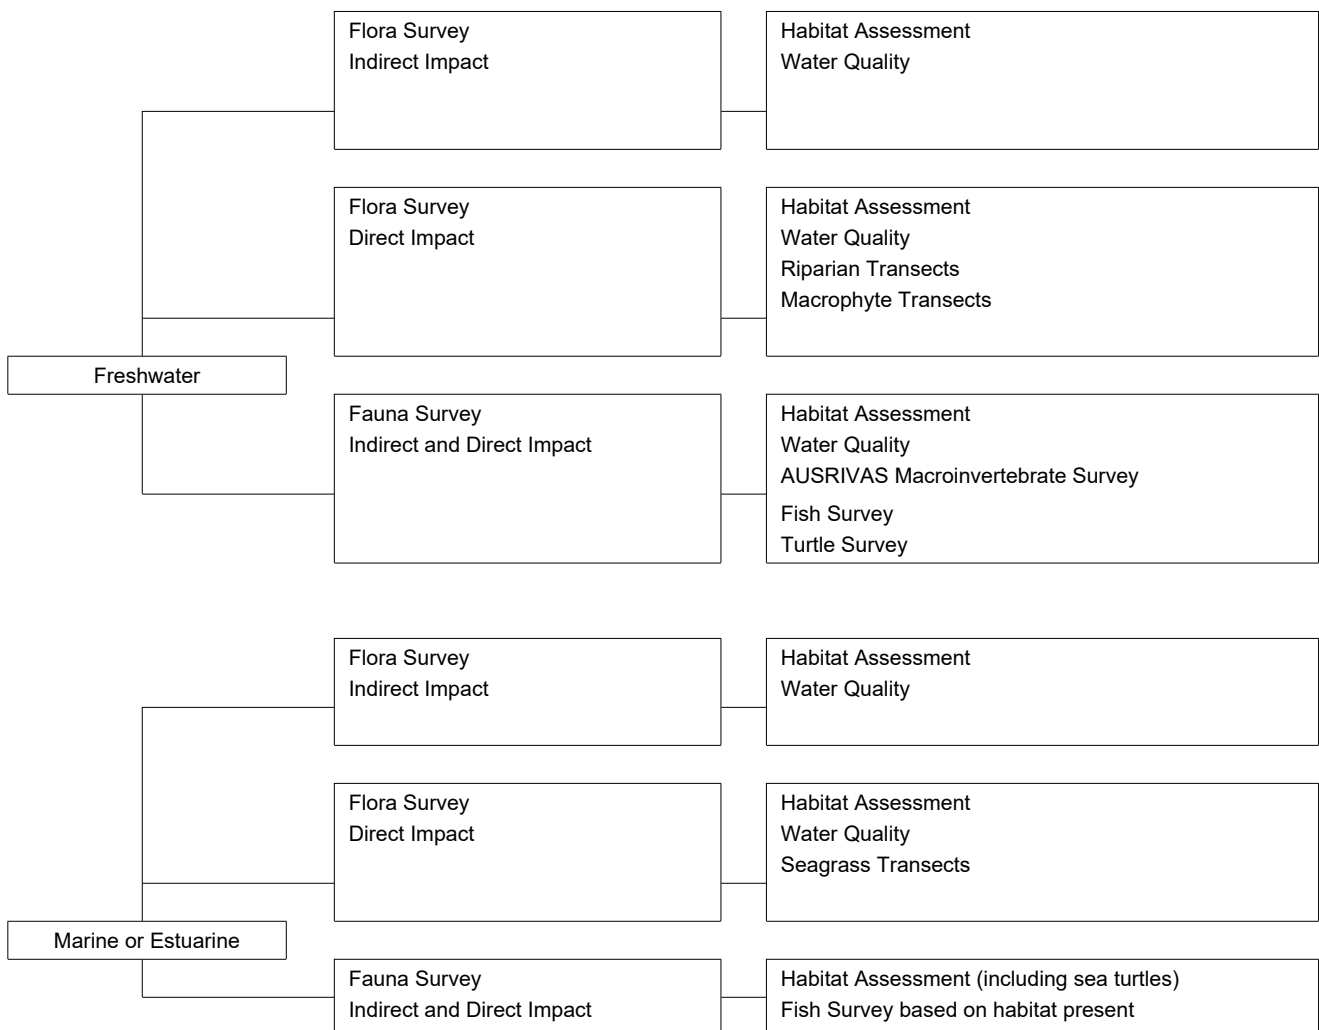 Flora Survey
Indirect Impact
Habitat Assessment
Water Quality
Flora Survey
Direct Impact
Habitat Assessment
Water Quality
Riparian Transects
Macrophyte Transects
Freshwater
Fauna Survey
Indirect and Direct Impact
Habitat Assessment
Water Quality
AUSRIVAS Macroinvertebrate Survey
Fish Survey
Turtle Survey
Flora Survey
Indirect Impact
Habitat Assessment
Water Quality
Flora Survey
Direct Impact
Habitat Assessment
Water Quality
Seagrass Transects
Marine or Estuarine
Fauna Survey
Indirect and Direct Impact
Habitat Assessment (including sea turtles)
Fish Survey based on habitat present